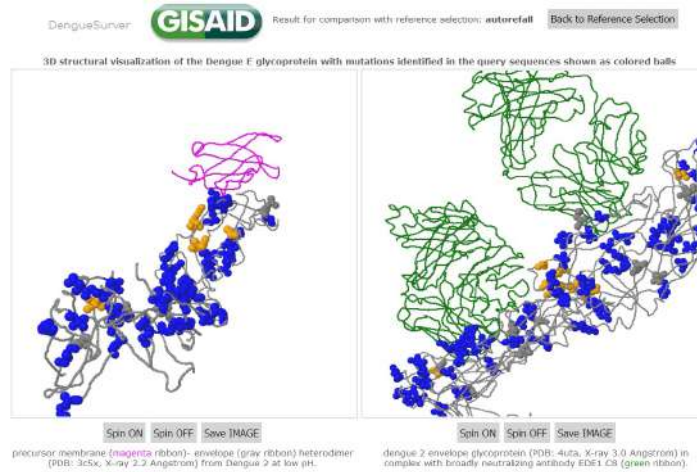 DengueSurver
GISAID
Result for comparison with reference selection: autorefall
Back to Reference Selection
3D structural visualization of the Dengue E glycoprotein with mutations identified in the query sequences shown as colored balls
Spin ON
Spin OFF
Save IMAGE
Spin ON
Spin OFF
Save IMAGE
precursor membrane (magenta ribbon)- envelope (gray ribbon) heterodimer
(PDB: 3c5x, X-ray 2.2 Angstrom) from Dengue 2 at low pH.
dengue 2 envelope glycoprotein (PDB: 4uta, X-ray 3.0 Angstrom) in
complex with broadly neutralizing antibody EDE1 C8 (green ribbon).